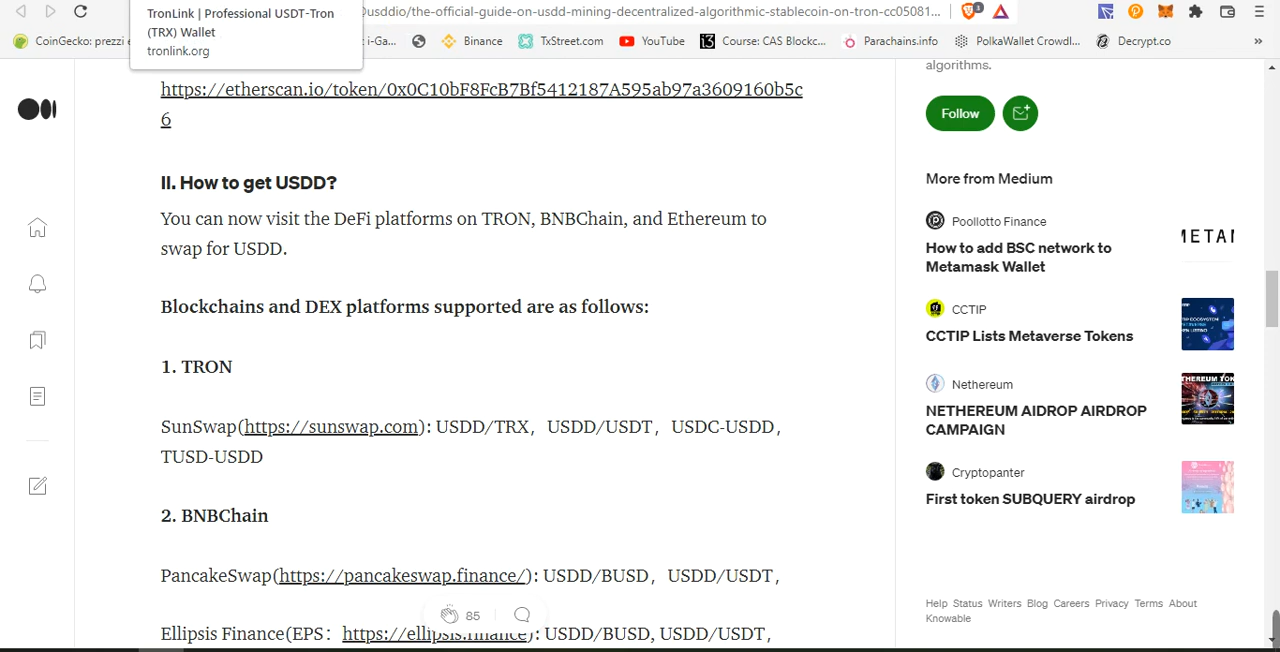 TronLink | Professional USDT-Tron
(TRX) Wallet
tronlink.org
usddio/the-official-guide-on-usdd-mining-decentralized-algorithmic-stablecoin-on-tron-cc05081...
CoinGecko: prezzi e
i-Ga...
Binance
TxStreet.com
YouTube
i3
Course: CAS Blockc...
Parachains.info
PolkaWallet Crowdl...
Decrypt.co
»
https://etherscan.io/token/0x0C10bF8FcB7Bf5412187A595ab97a3609160b5c
6
II. How to get USDD?
You can now visit the DeFi platforms on TRON, BNBChain, and Ethereum to
swap for USDD.
Blockchains and DEX platforms supported are as follows:
1. TRON
SunSwap(https://sunswap.com): USDD/TRX，USDD/USDT，USDC-USDD，
TUSD-USDD
2. BNBChain
PancakeSwap(https://pancakeswap.finance/): USDD/BUSD，USDD/USDT，
85
Ellipsis Finance(EPS：https://ellipsis.finance): USDD/BUSD, USDD/USDT，
algorithms.
Follow
More from Medium
Poollotto Finance
How to add BSC network to
Metamask Wallet
METAM
CCTIP
CCTIP Lists Metaverse Tokens
Nethereum
NETHEREUM AIDROP AIRDROP
CAMPAIGN
Cryptopanter
First token SUBQUERY airdrop
Help Status Writers Blog Careers Privacy Terms About
Knowable